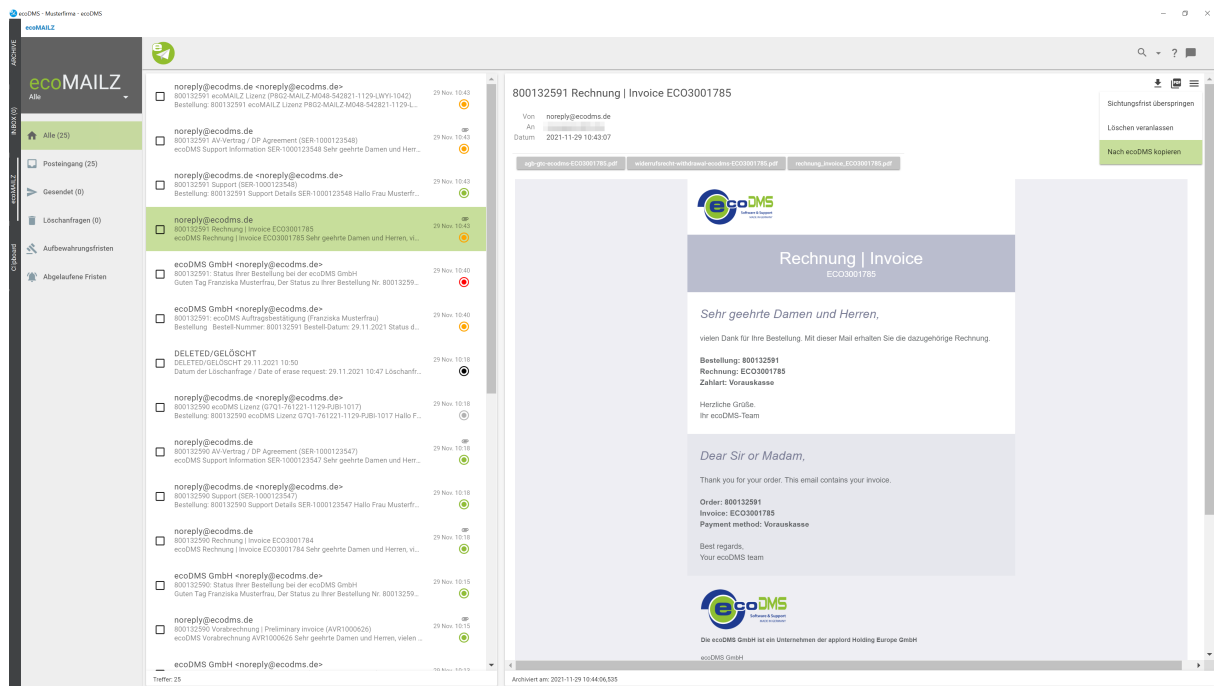 ecoDMS - Musterfirma - ecoDMS
ecoMAILZ
ARCHIVE
INBOX (0)
ecoMAILZ
Clipboard
ecoMAILZ
Alle
Alle (25)
Posteingang (25)
Gesendet (0)
Löschanfragen (0)
Aufbewahrungsfristen
Abgelaufene Fristen
noreply@ecodms.de <noreply@ecodms.de>
800132591 ecoMAILZ Lizenz (P8G2-MAILZ-M048-542821-1129-LWYI-1042)
Bestellung: 800132591 ecoMAILZ Lizenz P8G2-MAILZ-M048-542821-1129-L...
29 Nov. 10:43
noreply@ecodms.de
800132591 AV-Vertrag / DP Agreement (SER-1000123548)
ecoDMS Support Information SER-1000123548 Sehr geehrte Damen und Herr...
29 Nov. 10:43
noreply@ecodms.de <noreply@ecodms.de>
800132591 Support (SER-1000123548)
Bestellung: 800132591 Support Details SER-1000123548 Hallo Frau Musterfr...
29 Nov. 10:43
noreply@ecodms.de
800132591 Rechnung | Invoice ECO3001785
ecoDMS Rechnung | Invoice ECO3001785 Sehr geehrte Damen und Herren, vi...
29 Nov. 10:43
ecoDMS GmbH <noreply@ecodms.de>
800132591: Status Ihrer Bestellung bei der ecoDMS GmbH
Guten Tag Franziska Musterfrau, Der Status zu Ihrer Bestellung Nr. 80013259...
29 Nov. 10:40
ecoDMS GmbH <noreply@ecodms.de>
800132591: ecoDMS Auftragsbestätigung (Franziska Musterfrau)
Bestellung Bestell-Nummer: 800132591 Bestell-Datum: 29.11.2021 Status d...
29 Nov. 10:40
DELETED/GELÖSCHT
DELETED/GELÖSCHT 29.11.2021 10:50
Datum der Löschanfrage / Date of erase request: 29.11.2021 10:47 Löschanfr...
29 Nov. 10:18
noreply@ecodms.de <noreply@ecodms.de>
800132590 ecoDMS Lizenz (G7Q1-761221-1129-PJBI-1017)
Bestellung: 800132590 ecoDMS Lizenz G7Q1-761221-1129-PJBI-1017 Hallo F...
29 Nov. 10:18
noreply@ecodms.de
800132590 AV-Vertrag / DP Agreement (SER-1000123547)
ecoDMS Support Information SER-1000123547 Sehr geehrte Damen und Herr...
29 Nov. 10:18
noreply@ecodms.de <noreply@ecodms.de>
800132590 Support (SER-1000123547)
Bestellung: 800132590 Support Details SER-1000123547 Hallo Frau Musterfr...
29 Nov. 10:18
noreply@ecodms.de
800132590 Rechnung | Invoice ECO3001784
ecoDMS Rechnung | Invoice ECO3001784 Sehr geehrte Damen und Herren, vi...
29 Nov. 10:18
ecoDMS GmbH <noreply@ecodms.de>
800132590: Status Ihrer Bestellung bei der ecoDMS GmbH
Guten Tag Franziska Musterfrau, Der Status zu Ihrer Bestellung Nr. 80013259...
29 Nov. 10:15
noreply@ecodms.de
800132590 Vorabrechnung | Preliminary invoice (AVR1000626)
ecoDMS Vorabrechnung AVR1000626 Sehr geehrte Damen und Herren, vielen ...
29 Nov. 10:15
ecoDMS GmbH <noreply@ecodms.de>
Treffer: 25
800132591 Rechnung | Invoice ECO3001785
Von noreply@ecodms.de
An
Datum 2021-11-29 10:43:07
Sichtungsfrist überspringen
Löschen veranlassen
Nach ecoDMS kopieren
agb-gtc-ecodms-ECO3001785.pdf widerrufsrecht-withdrawal-ecodms-ECO3001785.pdf rechnung_invoice_ECO3001785.pdf
ecoDMS
Software & Support
MADE IN GERMANY
Rechnung | Invoice
ECO3001785
Sehr geehrte Damen und Herren,
vielen Dank für Ihre Bestellung. Mit dieser Mail erhalten Sie die dazugehörige Rechnung.
Bestellung: 800132591
Rechnung: ECO3001785
Zahlart: Vorauskasse
Herzliche Grüße.
Ihr ecoDMS-Team
Dear Sir or Madam,
Thank you for your order. This email contains your invoice.
Order: 800132591
Invoice: ECO3001785
Payment method: Vorauskasse
Best regards,
Your ecoDMS team
ecoDMS
Software & Support
MADE IN GERMANY
Die ecoDMS GmbH ist ein Unternehmen der applord Holding Europe GmbH
ecoDMS GmbH
Archiviert am: 2021-11-29 10:44:06,535